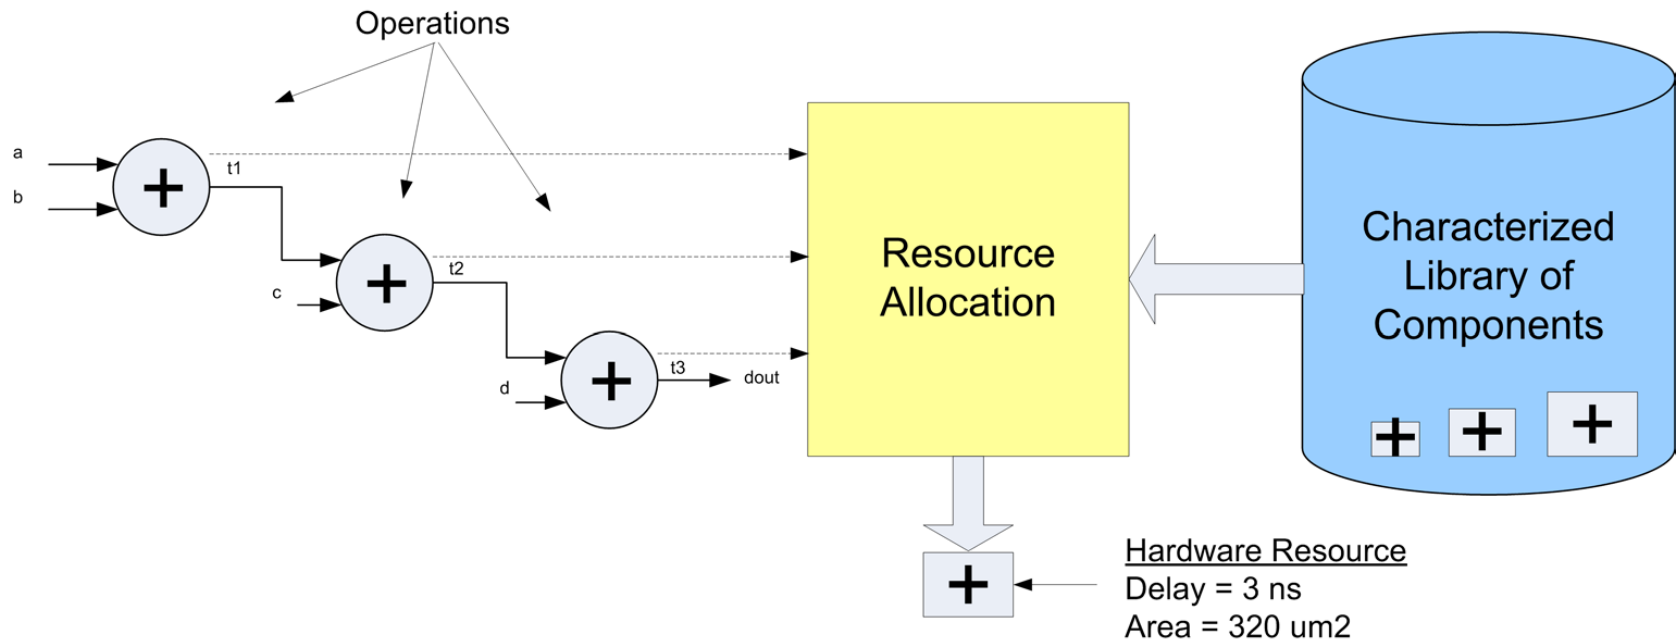 Operations
a
b
t1
+
c
t2
+
d
t3
dout
+
Resource
Allocation
Characterized
Library of
Components
+ + +
+
Hardware Resource
Delay = 3 ns
Area = 320 um2